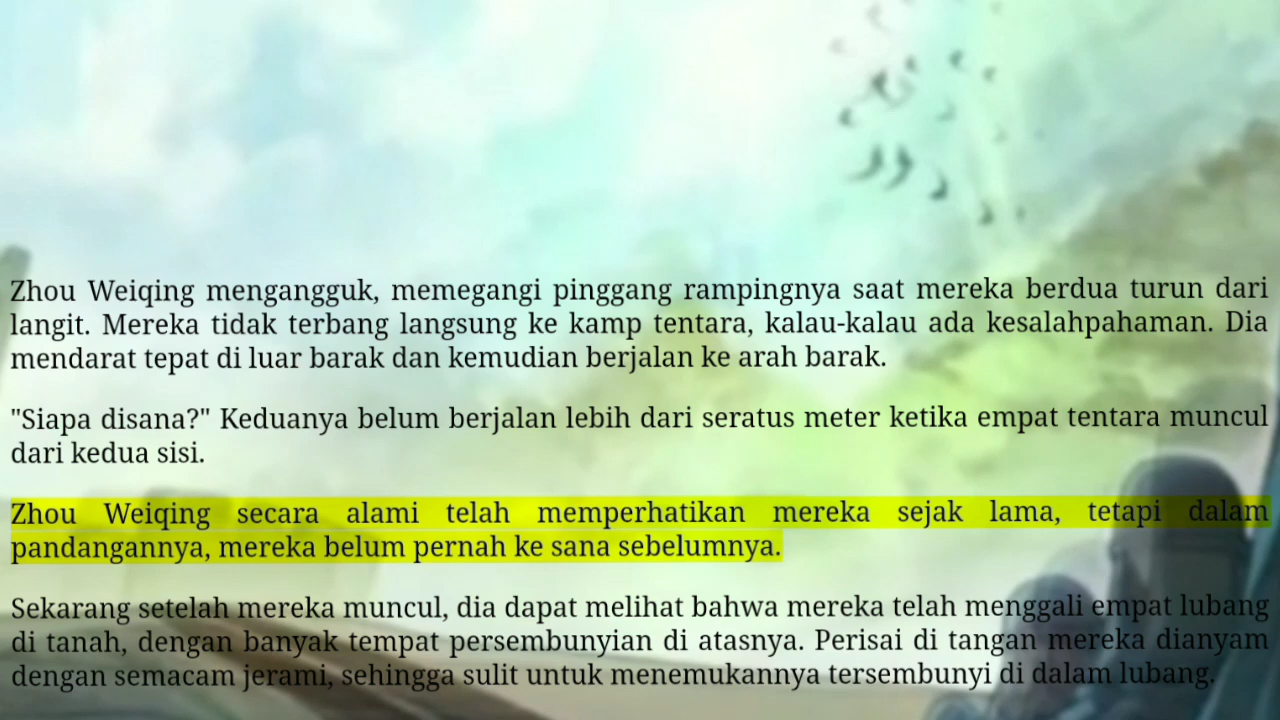 Zhou Weiqing mengangguk, memegangi pinggang rampingnya saat mereka berdua turun dari
langit. Mereka tidak terbang langsung ke kamp tentara, kalau-kalau ada kesalahpahaman. Dia
mendarat tepat di luar barak dan kemudian berjalan ke arah barak.
"Siapa disana?" Keduanya belum berjalan lebih dari seratus meter ketika empat tentara muncul
dari kedua sisi.
Zhou Weiqing secara alami telah memperhatikan mereka sejak lama, tetapi dalam
pandangannya, mereka belum pernah ke sana sebelumnya.
Sekarang setelah mereka muncul, dia dapat melihat bahwa mereka telah menggali empat lubang
di tanah, dengan banyak tempat persembunyian di atasnya. Perisai di tangan mereka dianyam
dengan semacam jerami, sehingga sulit untuk menemukannya tersembunyi di dalam lubang.